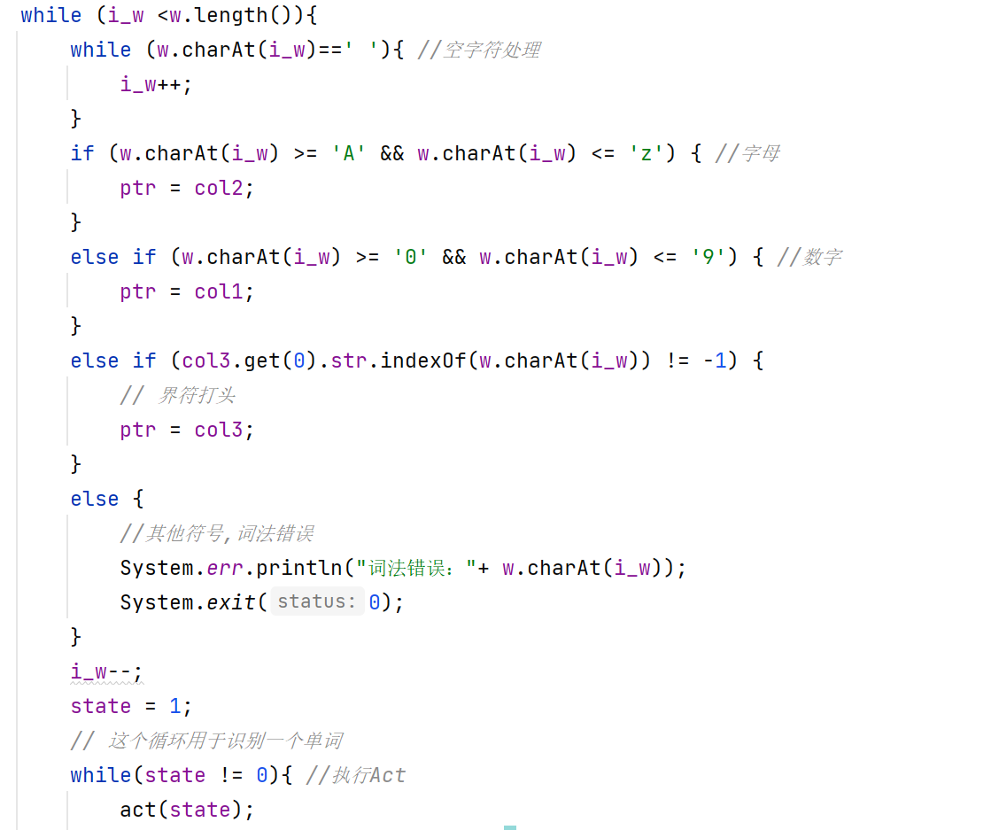 while (i_w <w.length()){
    while (w.charAt(i_w)==' '){ //空字符处理
        i_w++;
    }
    if (w.charAt(i_w) >= 'A' && w.charAt(i_w) <= 'z') { //字母
        ptr = col2;
    }
    else if (w.charAt(i_w) >= '0' && w.charAt(i_w) <= '9') { //数字
        ptr = col1;
    }
    else if (col3.get(0).str.indexOf(w.charAt(i_w)) != -1) {
        // 界符打头
        ptr = col3;
    }
    else {
        //其他符号,词法错误
        System.err.println("词法错误："+ w.charAt(i_w));
        System.exit( status: 0);
    }
    i_w--;
    state = 1;
    // 这个循环用于识别一个单词
    while(state != 0){ //执行Act
        act(state);